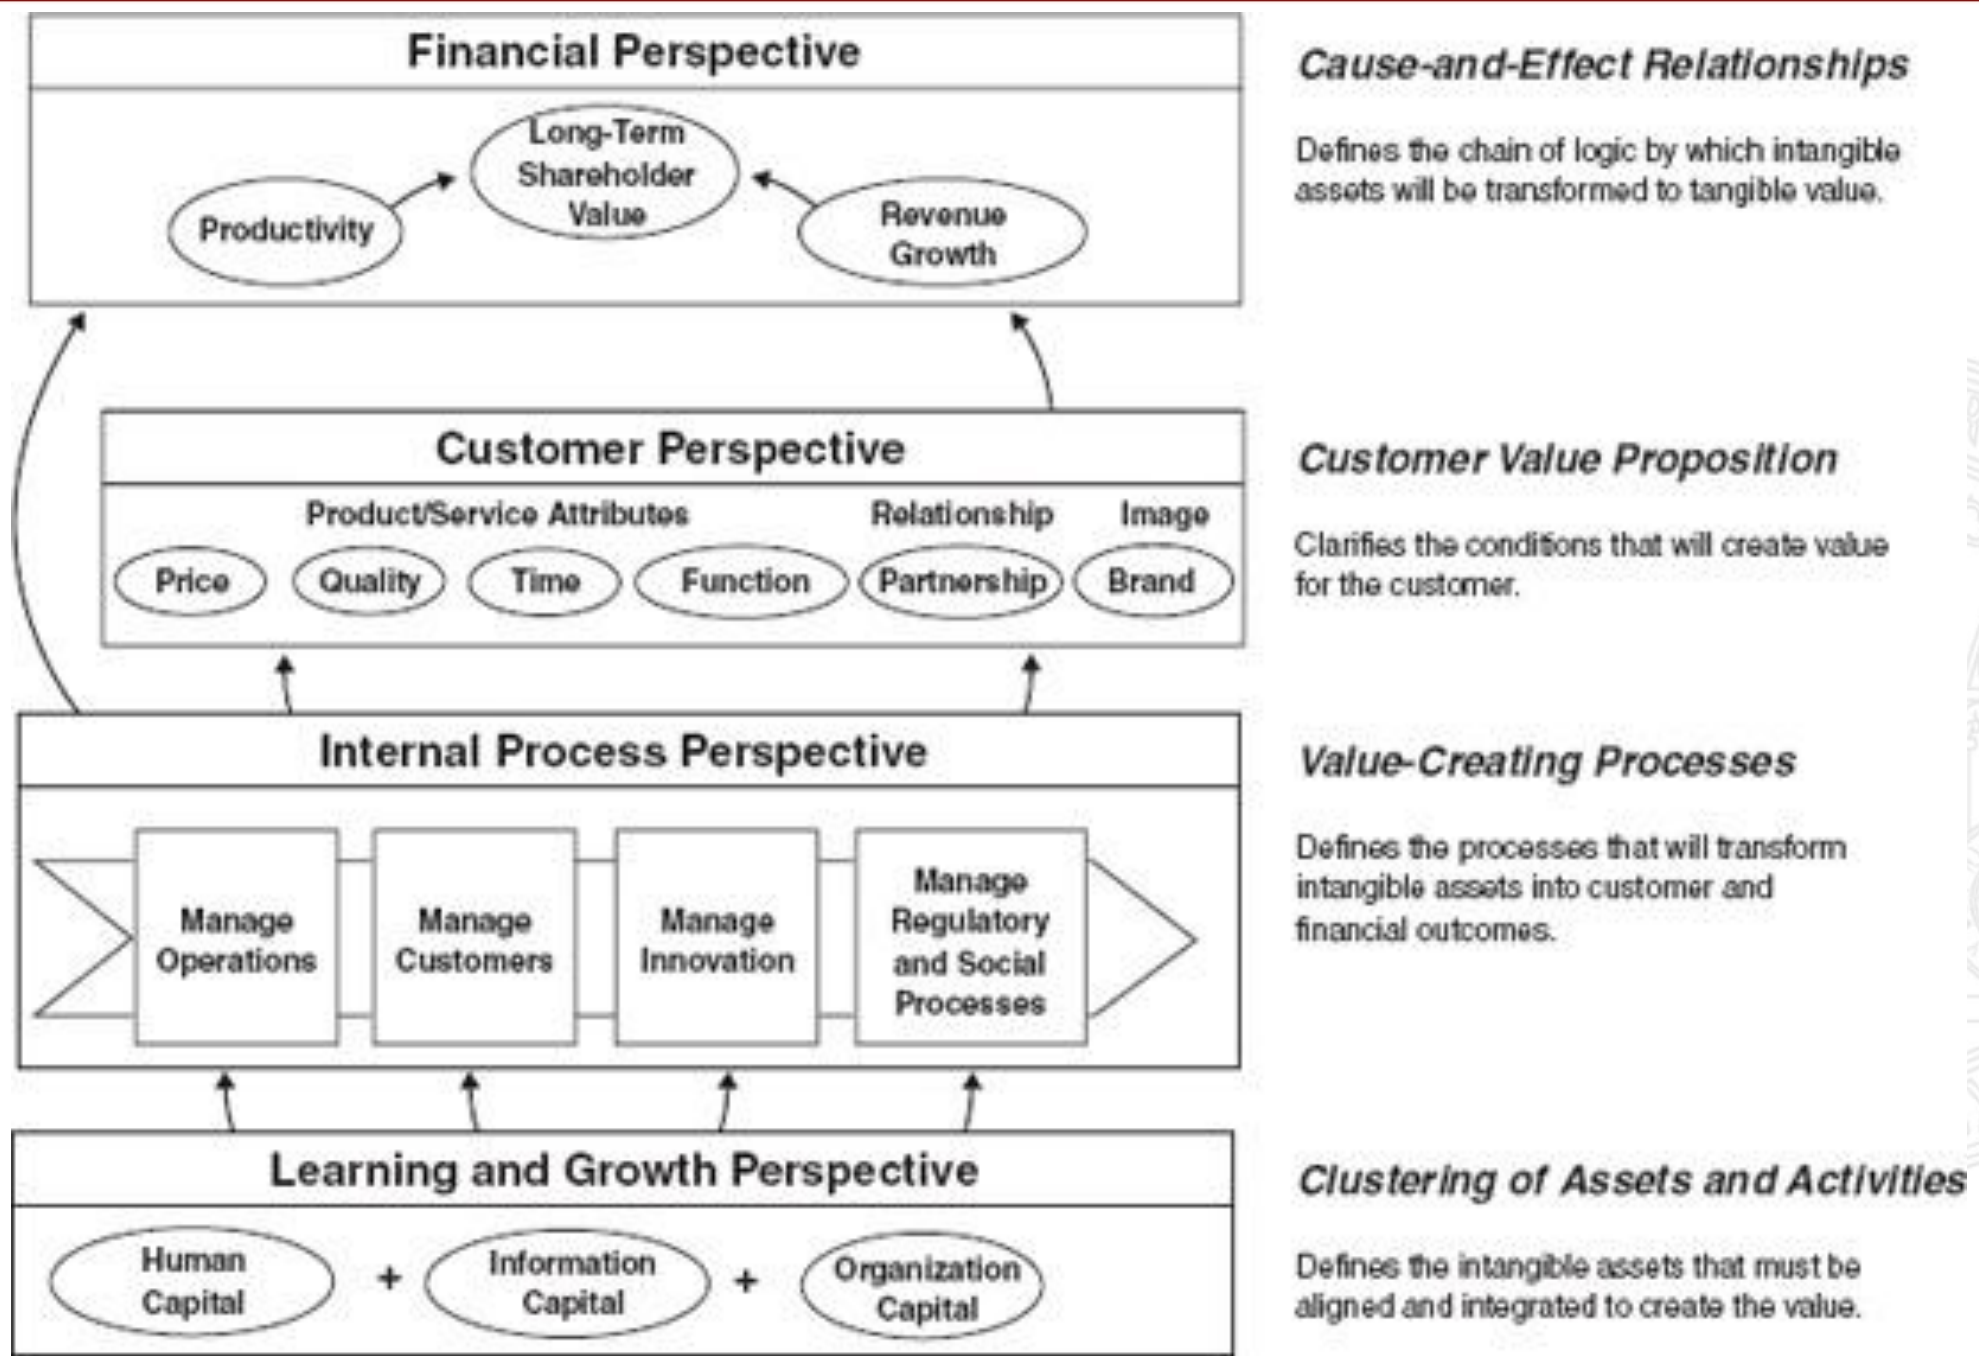 Financial Perspective
Long-Term
Shareholder
Value
Productivity
Revenue
Growth
Cause-and-Effect Relationships
Defines the chain of logic by which intangible
assets will be transformed to tangible value.
Customer Perspective
Product/Service Attributes
Relationship
Image
Price
Quality
Time
Function
Partnership
Brand
Customer Value Proposition
Clarifies the conditions that will create value
for the customer.
Internal Process Perspective
Manage
Operations
Manage
Customers
Manage
Innovation
Manage
Regulatory
and Social
Processes
Value-Creating Processes
Defines the processes that will transform
intangible assets into customer and
financial outcomes.
Learning and Growth Perspective
Human
Capital
+
Information
Capital
+
Organization
Capital
Clustering of Assets and Activities
Defines the intangible assets that must be
aligned and integrated to create the value.